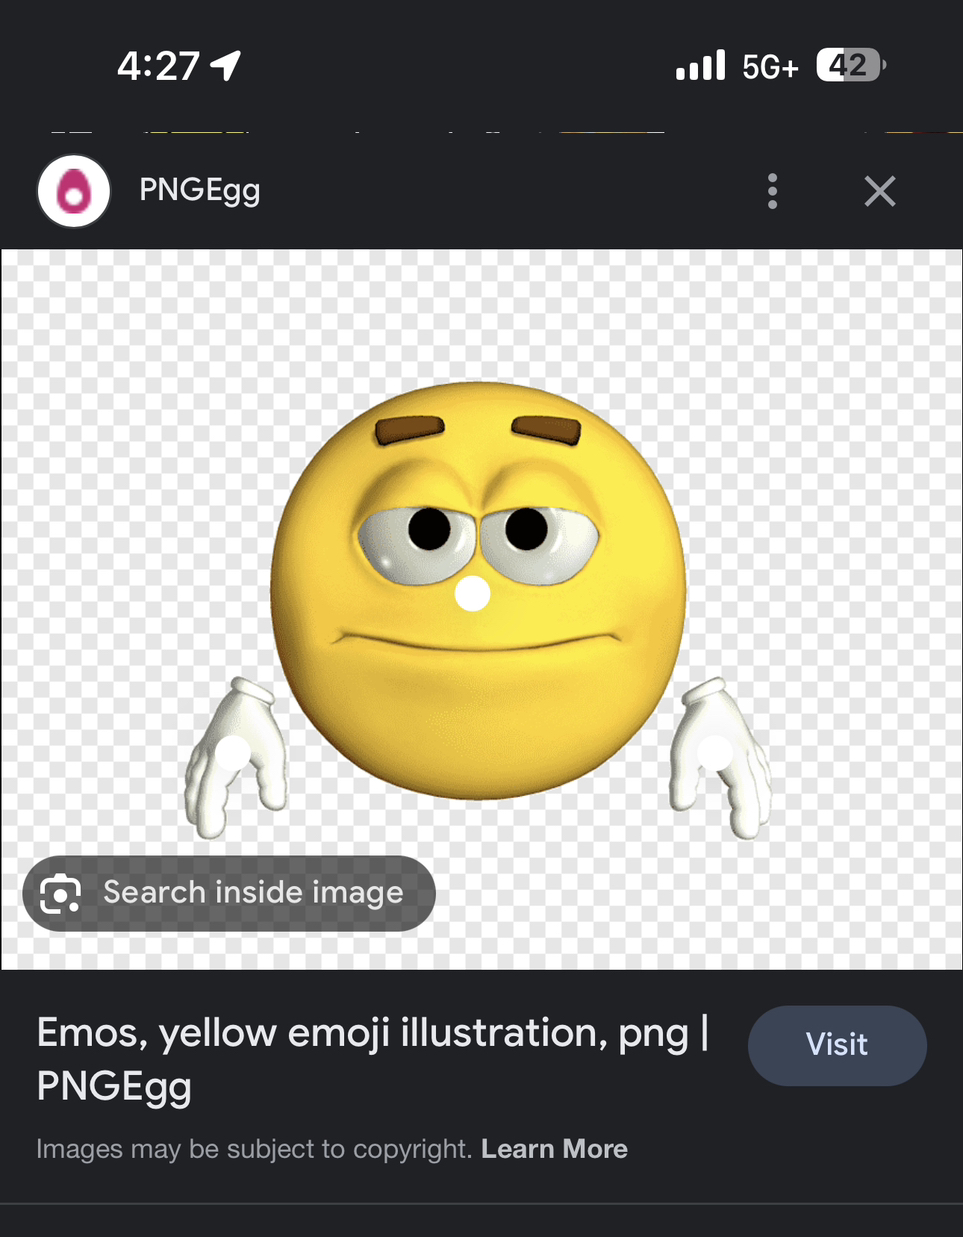 4:27
5G+
42
PNGEgg
Search inside image
Emos, yellow emoji illustration, png |
PNGEgg
Visit
Images may be subject to copyright. Learn More